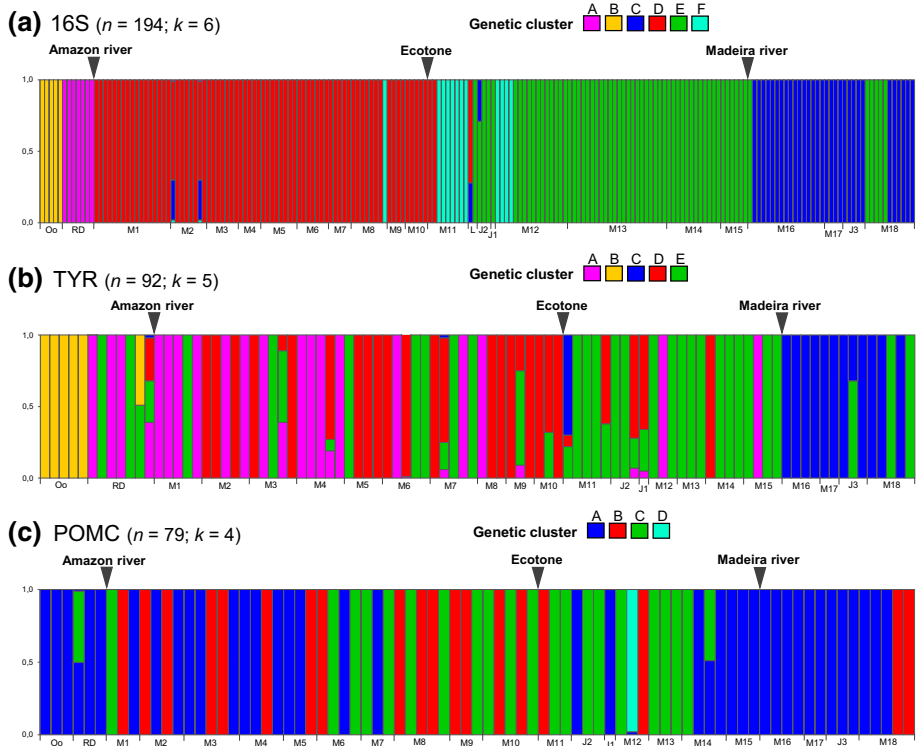 (a) 16S (n = 194; k = 6)
Genetic cluster A B C D E F
Amazon river Ecotone Madeira river
1,0
0,5
0,0
Oo RD M1 M2 M3 M4 M5 M6 M7 M8 M9 M10 M11 L J2 J1 M12 M13 M14 M15 M16 M17 J3 M18
(b) TYR (n = 92; k = 5)
Genetic cluster A B C D E
Amazon river Ecotone Madeira river
1,0
0,5
0,0
Oo RD M1 M2 M3 M4 M5 M6 M7 M8 M9 M10 M11 J2 J1 M12 M13 M14 M15 M16 M17 J3 M18
(c) POMC (n = 79; k = 4)
Genetic cluster A B C D
Amazon river Ecotone Madeira river
1,0
0,5
0,0
Oo RD M1 M2 M3 M4 M5 M6 M7 M8 M9 M10 M11 J2 J1 M12 M13 M14 M15 M16 M17 J3 M18